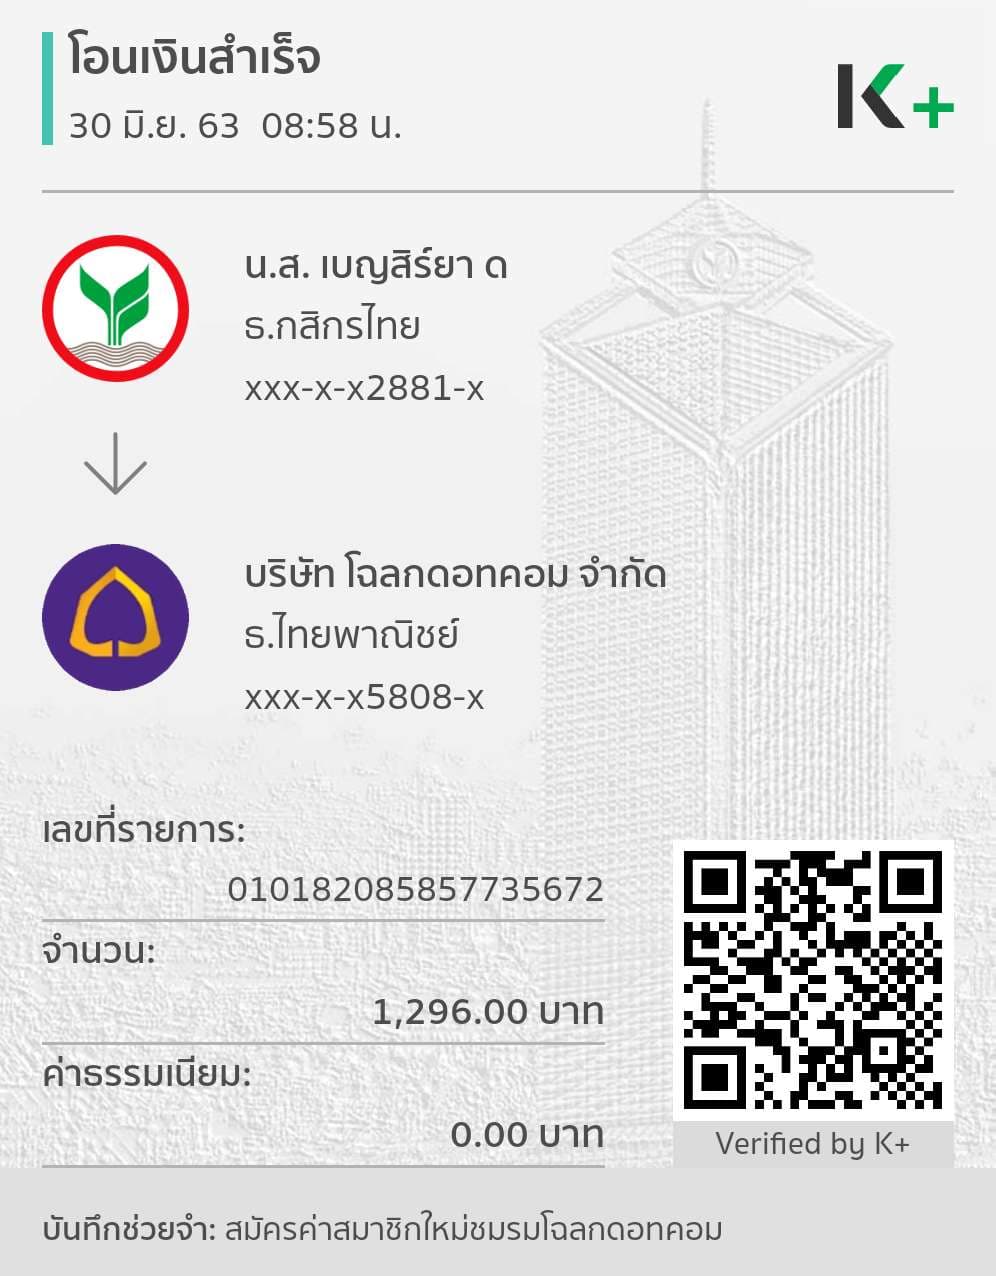 โอนเงินสำเร็จ
30 มิ.ย. 63 08:58 น.
K+
น.ส. เบญสิร์ยา ด
ธ.กสิกรไทย
xxx-x-x2881-x
บริษัท โฉลกดอทคอม จำกัด
ธ.ไทยพาณิชย์
xxx-x-x5808-x
เลขที่รายการ:
010182085857735672
จำนวน:
1,296.00 บาท
ค่าธรรมเนียม:
0.00 บาท
Verified by K+
บันทึกช่วยจำ: สมัครค่าสมาชิกใหม่ชมรมโฉลกดอทคอม